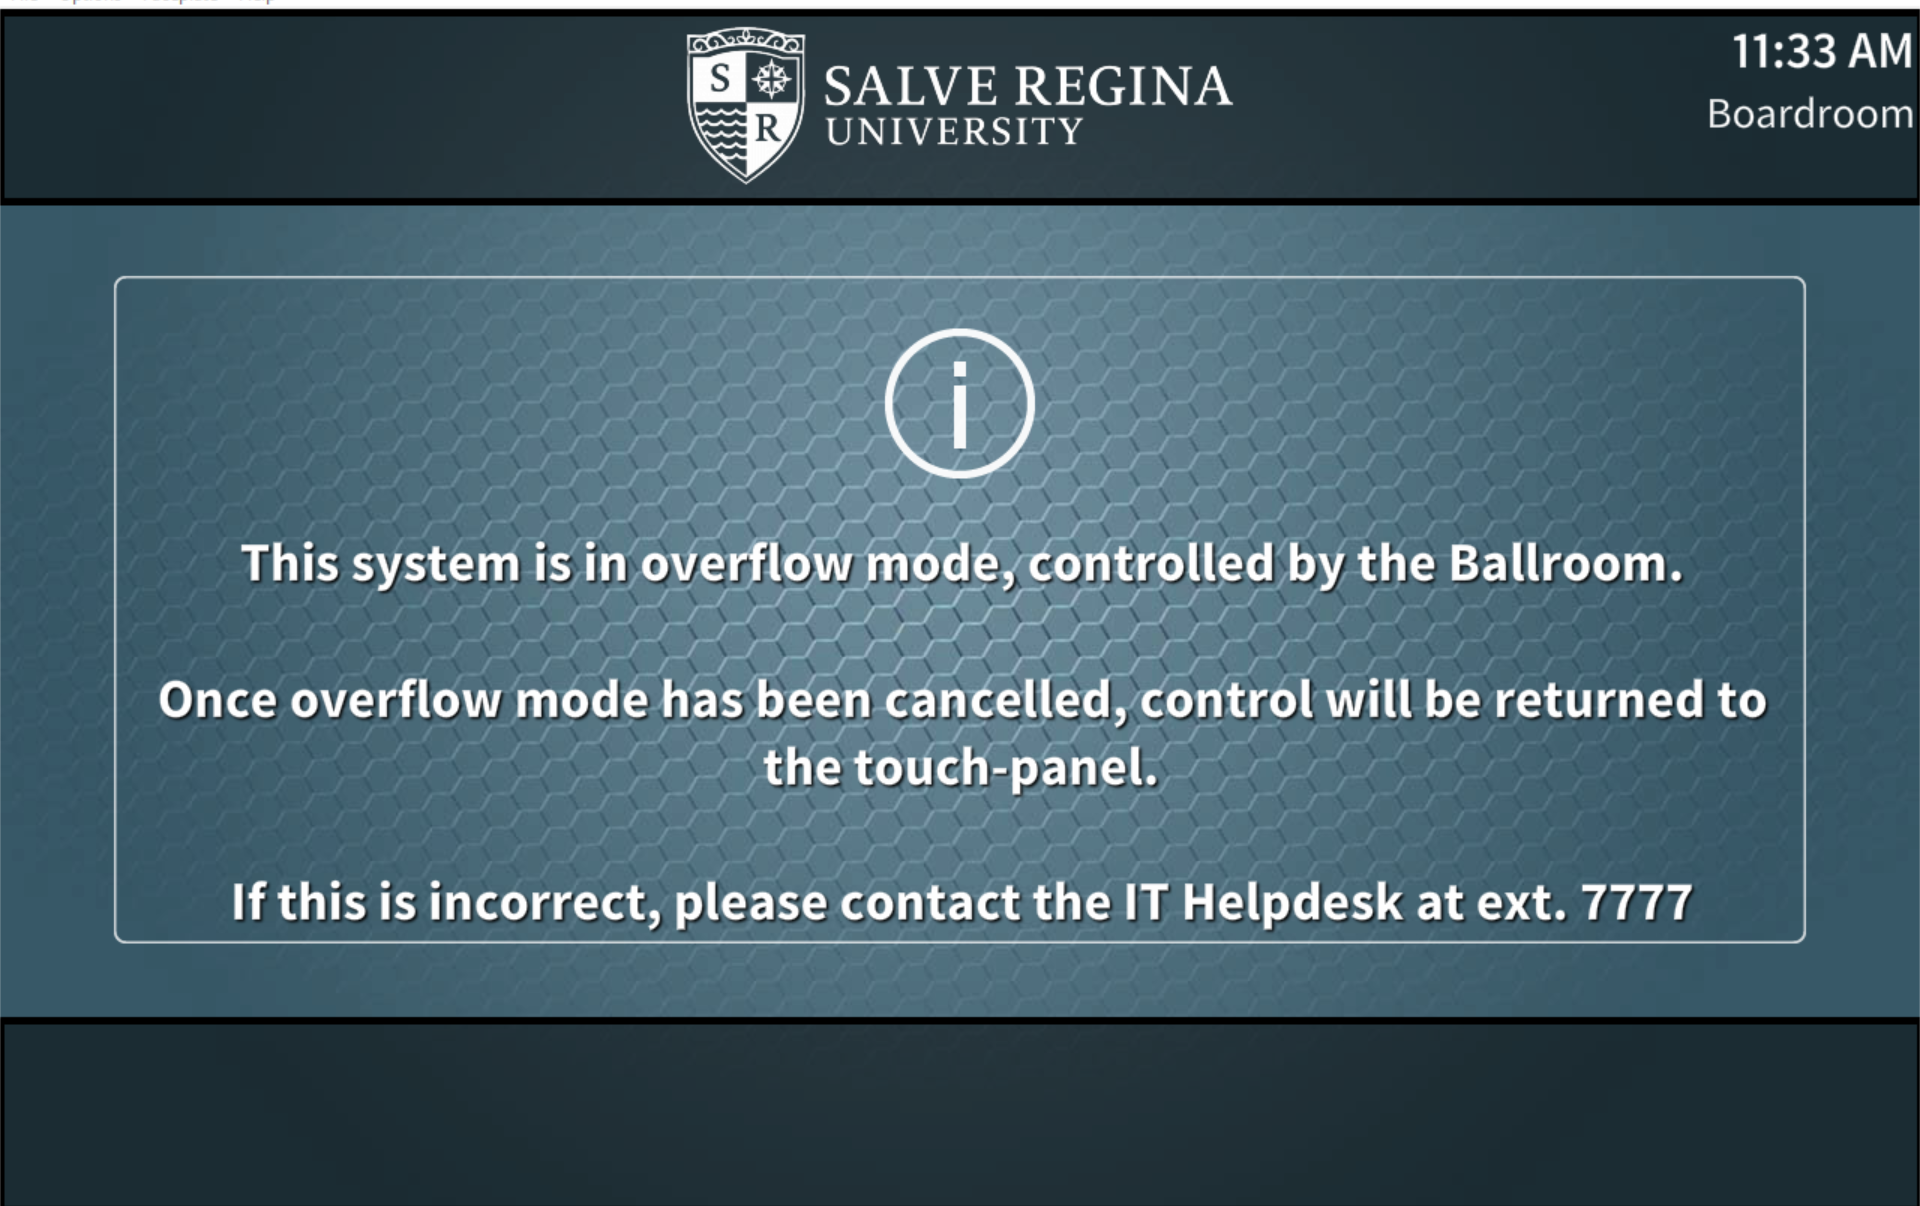 S
R
SALVE REGINA
UNIVERSITY
11:33 AM
Boardroom
i
This system is in overflow mode, controlled by the Ballroom.
Once overflow mode has been cancelled, control will be returned to
the touch-panel.
If this is incorrect, please contact the IT Helpdesk at ext. 7777